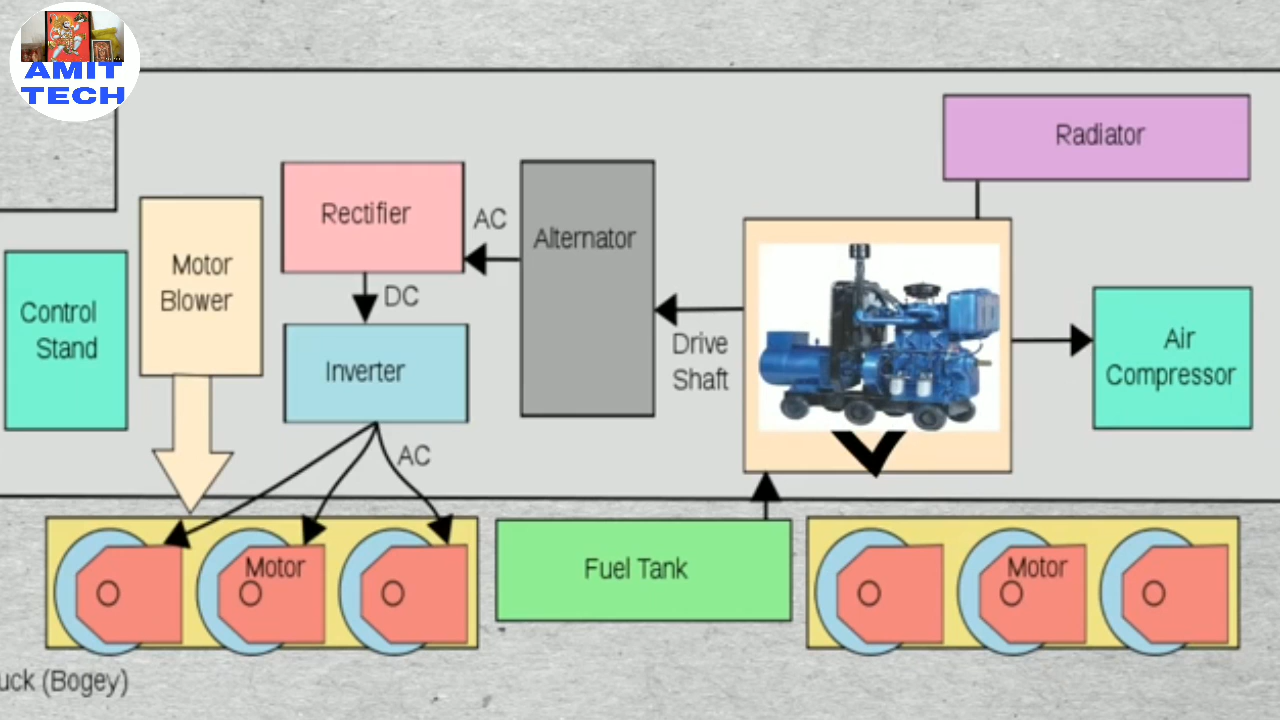 AMIT
TECH
Radiator
Rectifier
AC
Alternator
Motor
Blower
Control
Stand
DC
Inverter
Drive
Shaft
Air
Compressor
AC
Motor
Fuel Tank
Motor
uck (Bogey)